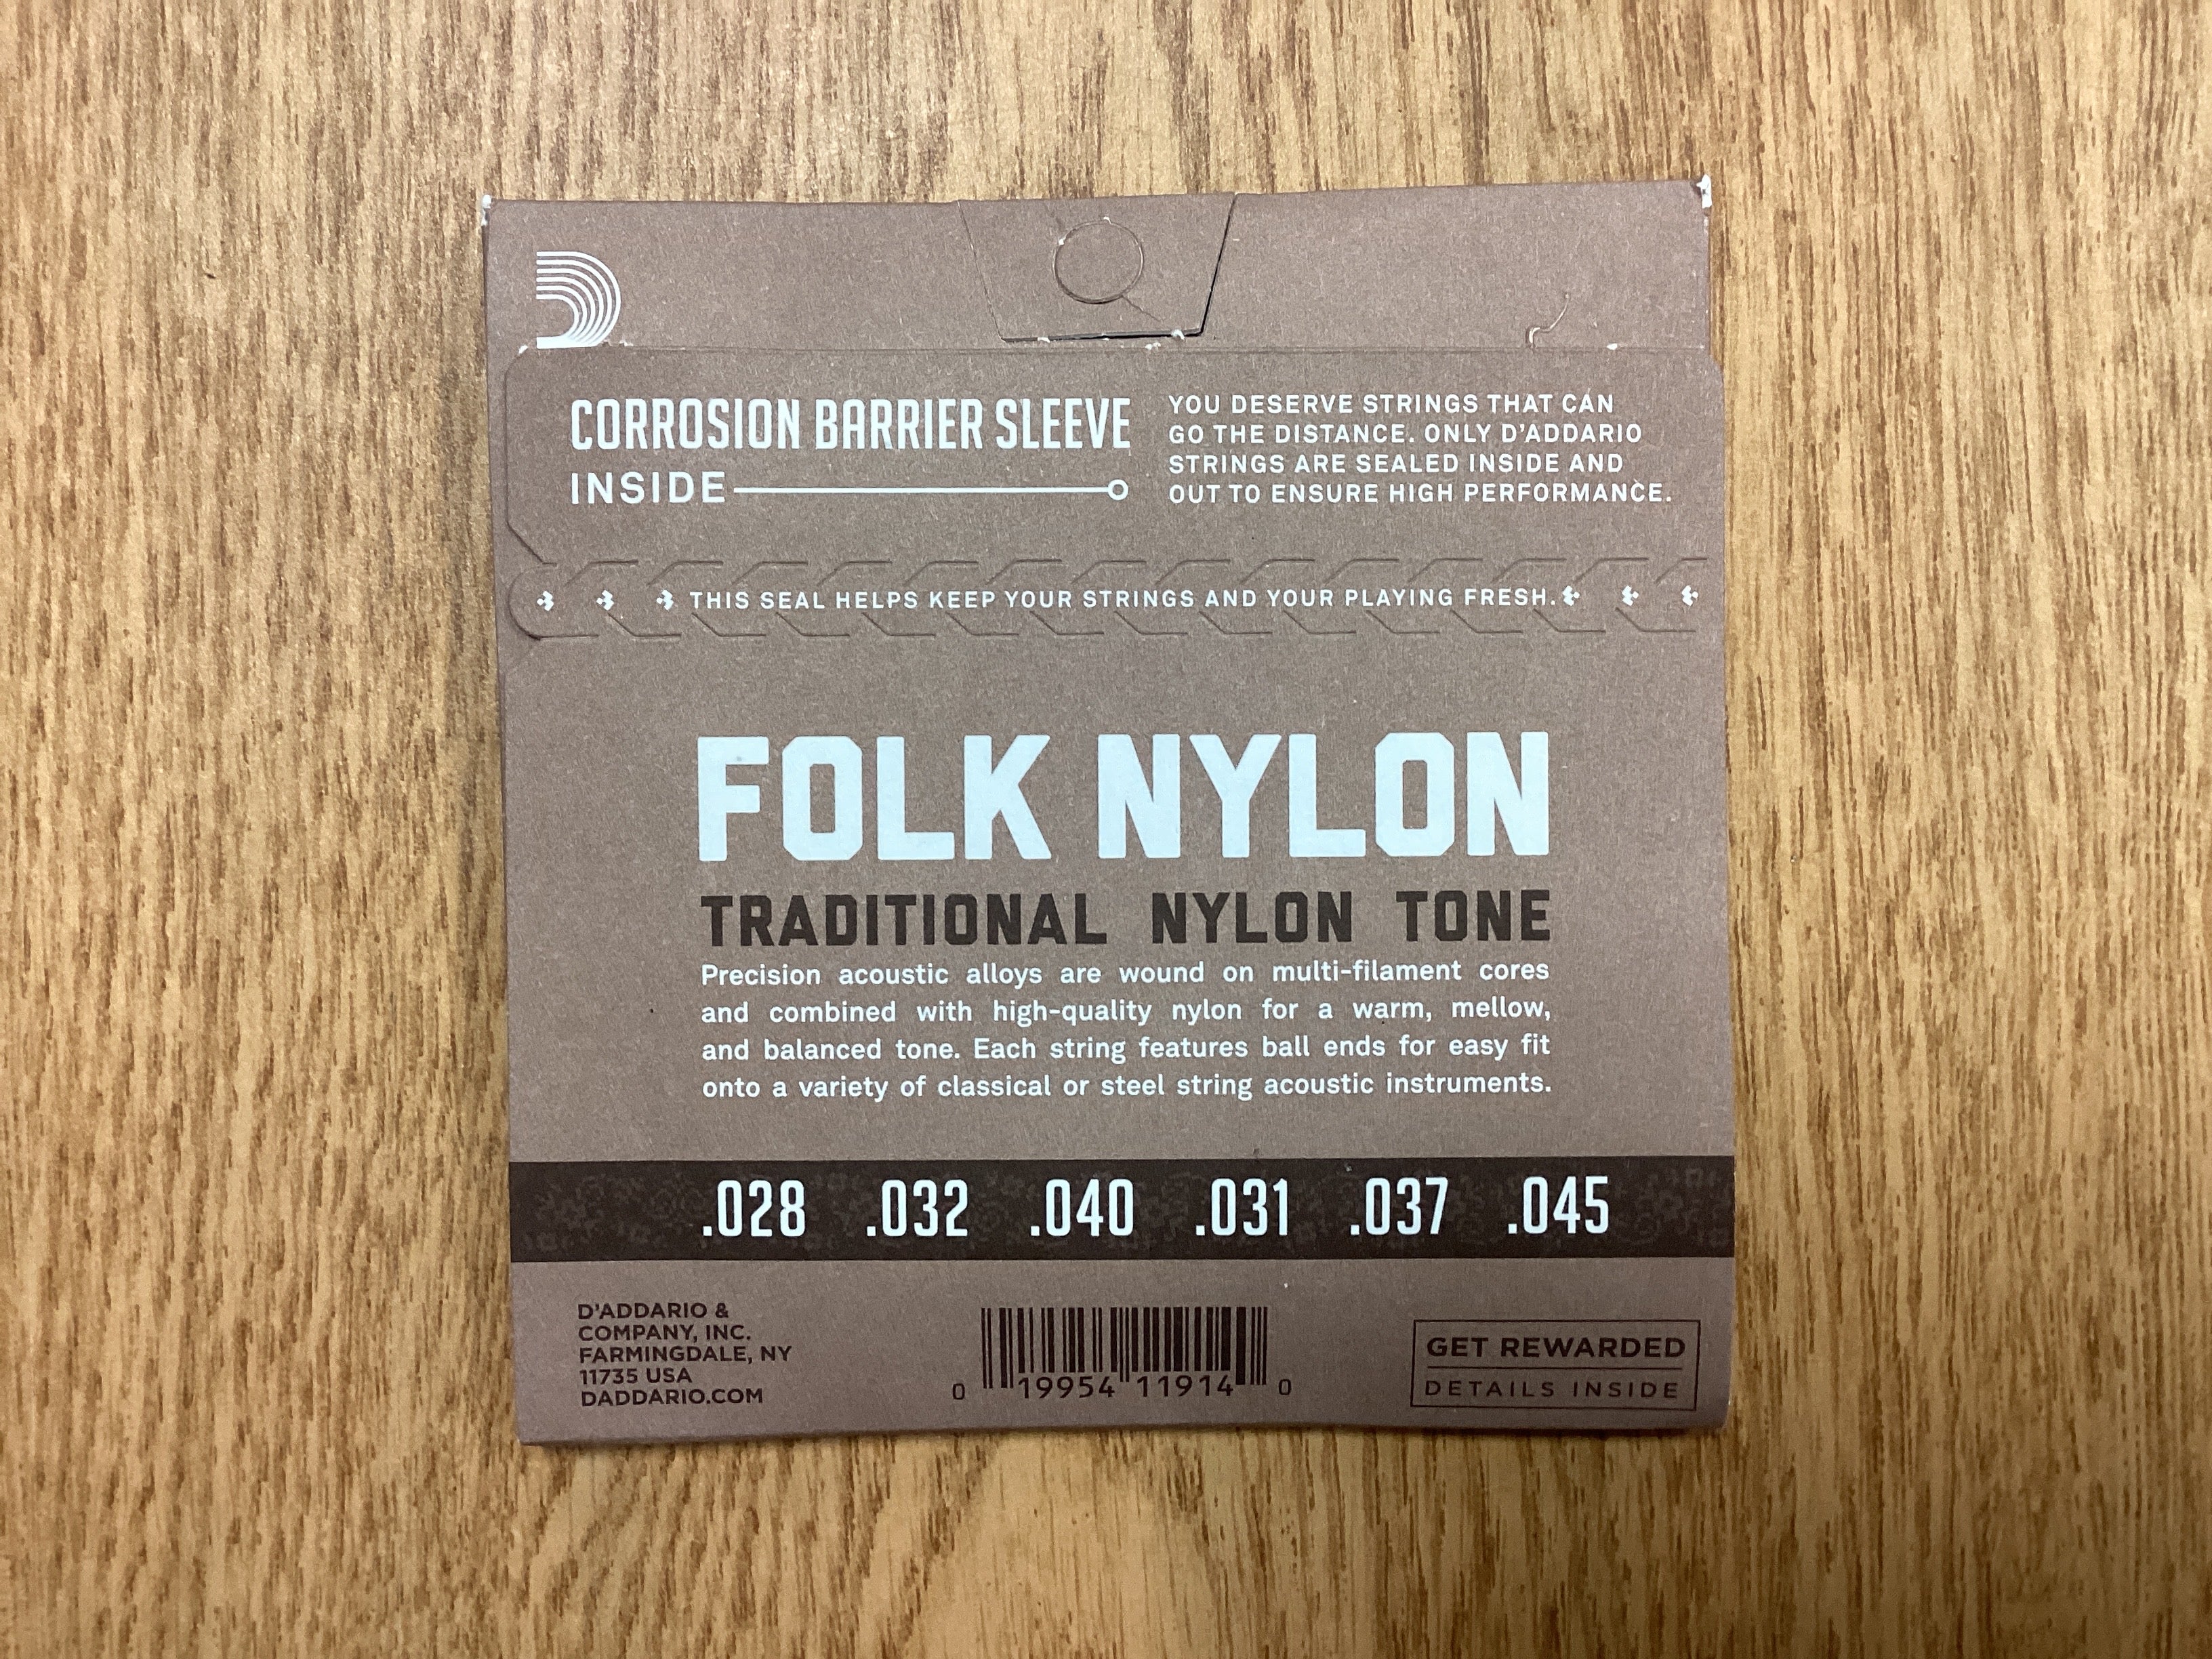 CORROSION BARRIER SLEEVE
INSIDE
YOU DESERVE STRINGS THAT CAN
GO THE DISTANCE. ONLY D'ADDARIO
STRINGS ARE SEALED INSIDE AND
OUT TO ENSURE HIGH PERFORMANCE.
THIS SEAL HELPS KEEP YOUR STRINGS AND YOUR PLAYING FRESH.
FOLK NYLON
TRADITIONAL NYLON TONE
Precision acoustic alloys are wound on multi-filament cores
and combined with high-quality nylon for a warm, mellow,
and balanced tone. Each string features ball ends for easy fit
onto a variety of classical or steel string acoustic instruments.
.028 .032 .040 .031 .037 .045
D'ADDARIO &
COMPANY, INC.
FARMINGDALE, NY
11735 USA
DADDARIO.COM
0 19954 11914 0
GET REWARDED
DETAILS INSIDE